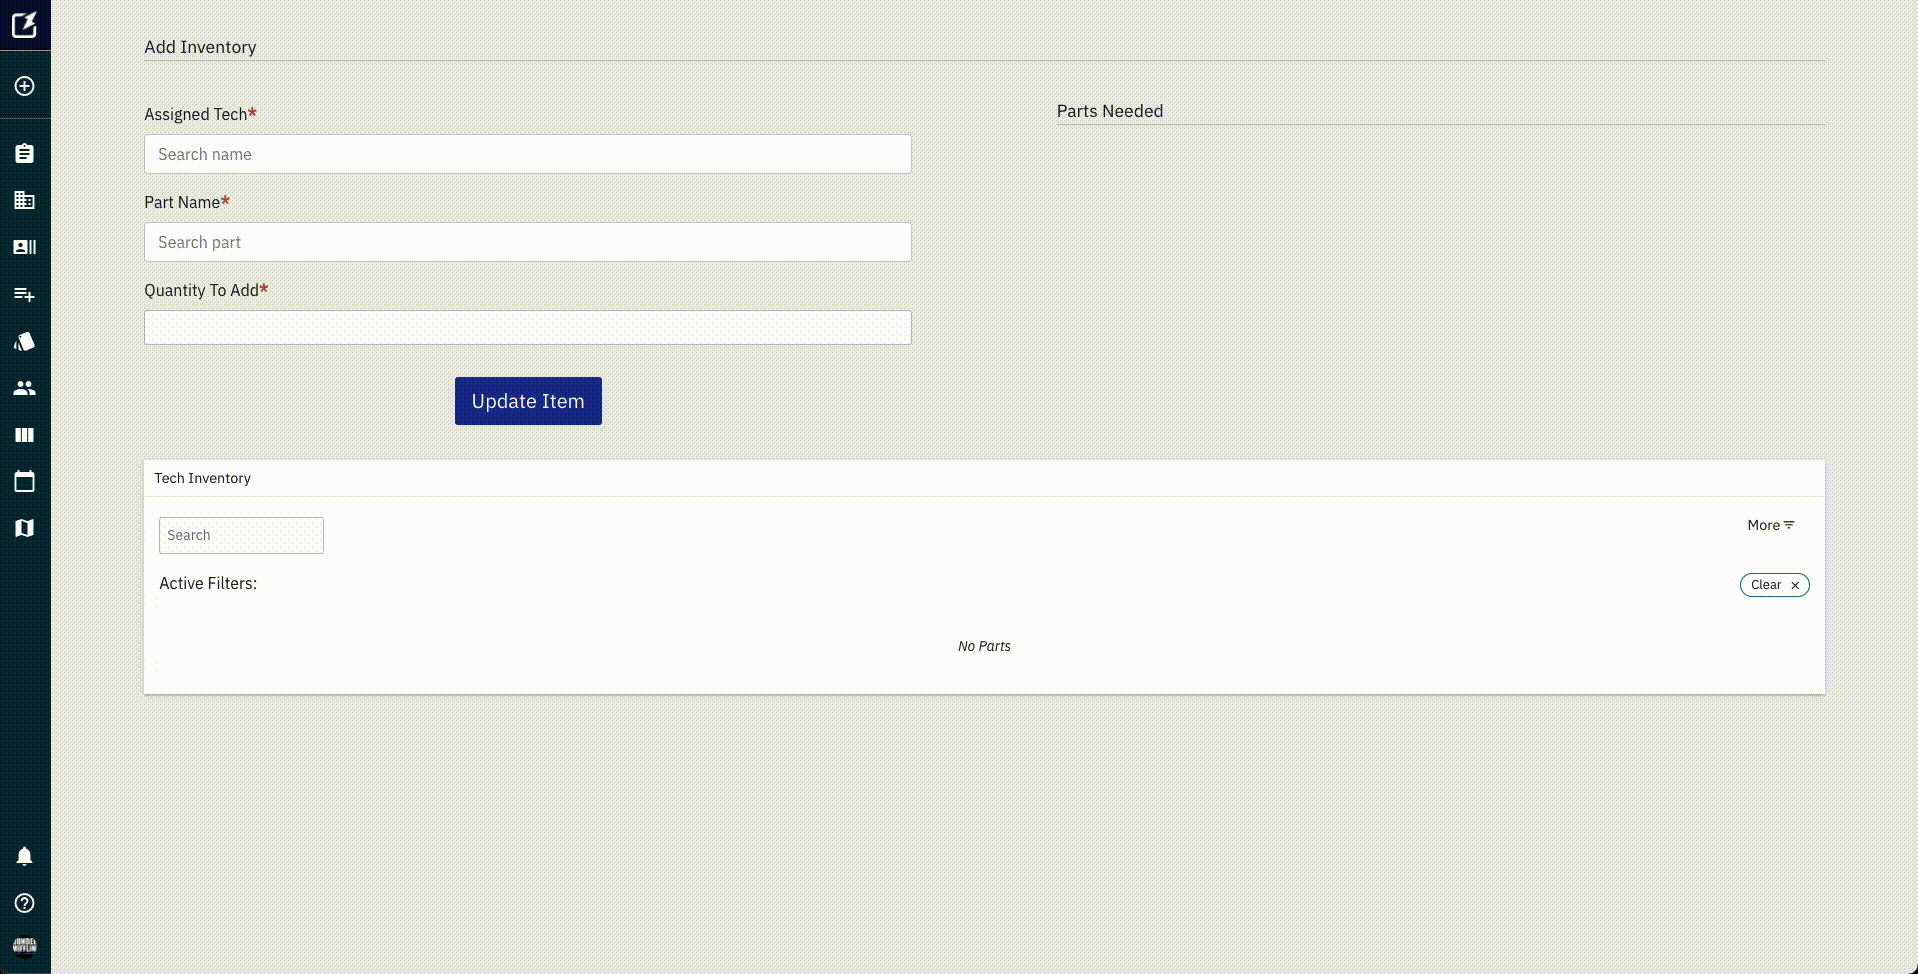 Add Inventory
Assigned Tech*
Search name
Part Name*
Search part
Quantity To Add*
Update Item
Parts Needed
Tech Inventory
Search
More
Active Filters:
Clear ×
No Parts